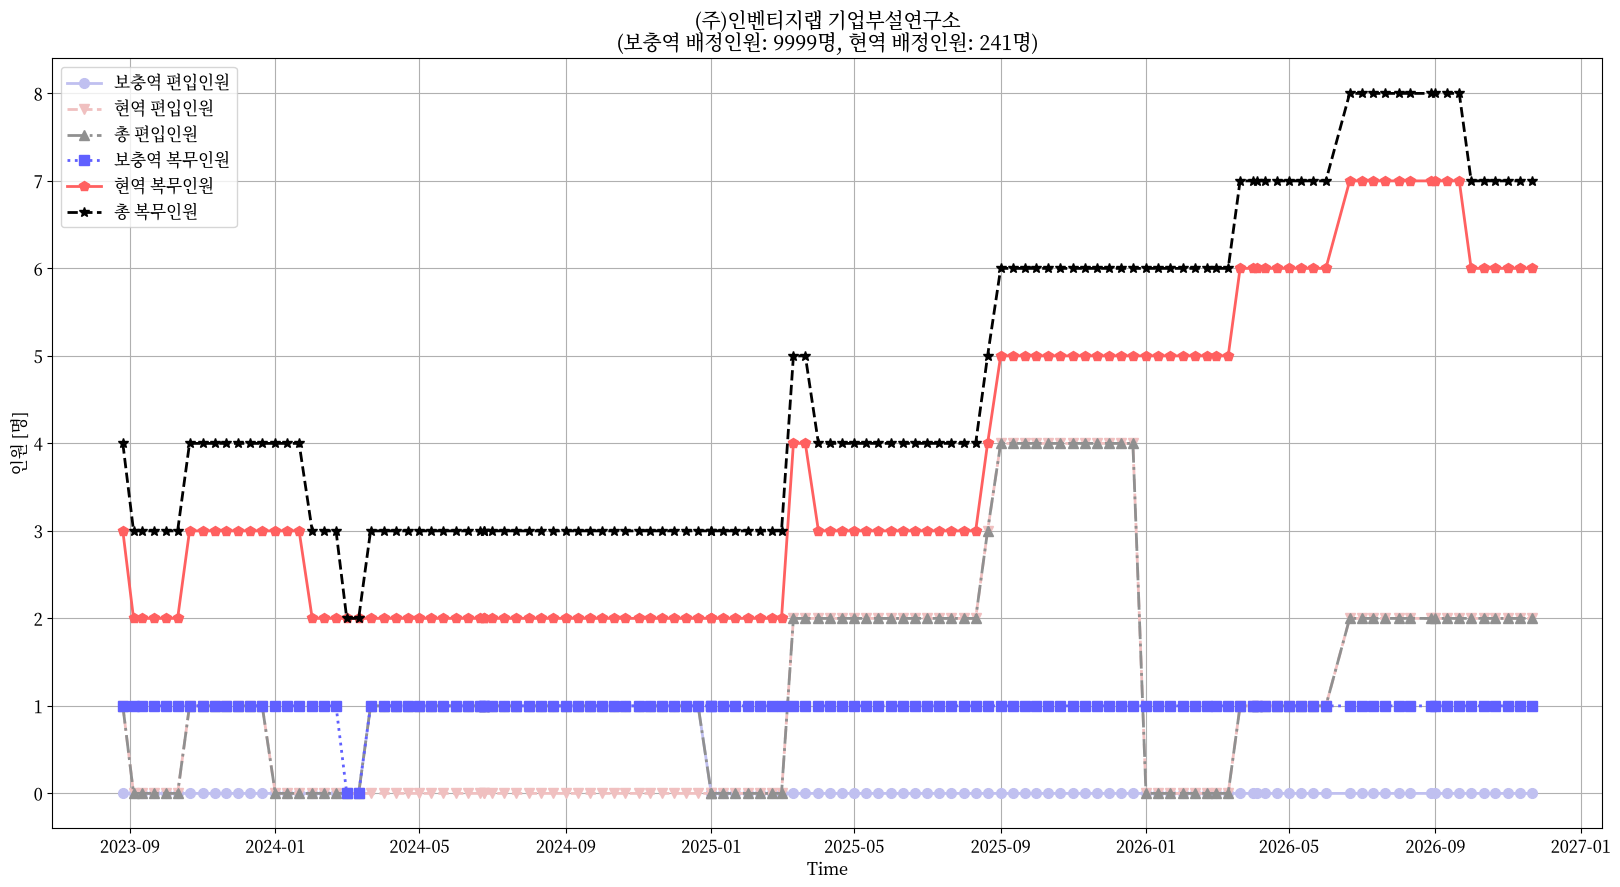 (주)인벤티지랩 기업부설연구소
(보충역 배정인원: 9999명, 현역 배정인원: 241명)
보충역 편입인원
현역 편입인원
총 편입인원
보충역 복무인원
현역 복무인원
총 복무인원
인원 [명]
8
7
6
5
4
3
2
1
0
2023-09 2024-01 2024-05 2024-09 2025-01 2025-05 2025-09 2026-01 2026-05 2026-09 2027-01
Time